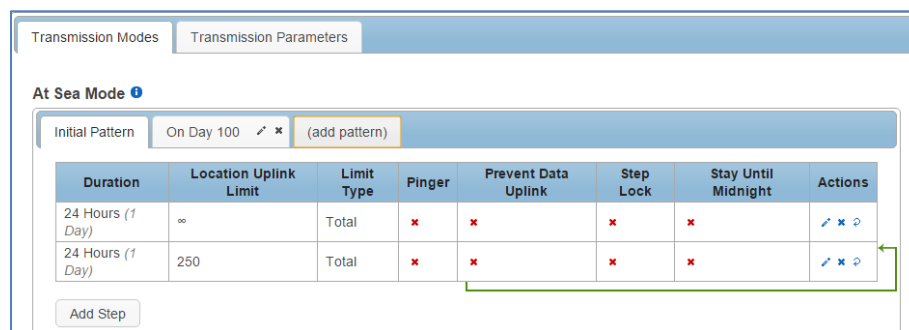 Transmission Modes Transmission Parameters
At Sea Mode
Initial Pattern On Day 100 (add pattern)
Duration Location Uplink Limit Limit Type Pinger Prevent Data Uplink Step Lock Stay Until Midnight Actions
24 Hours (1 Day) ∞ Total
24 Hours (1 Day) 250 Total
Add Step